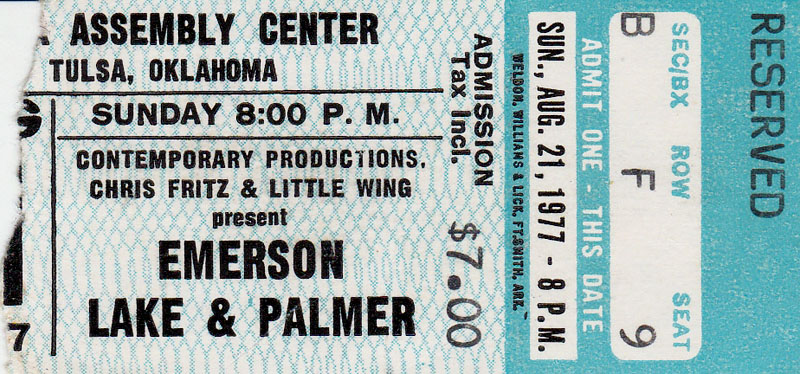 A ASSEMBLY CENTER
TULSA, OKLAHOMA
SUNDAY 8:00 P. M.
CONTEMPORARY PRODUCTIONS,
CHRIS FRITZ & LITTLE WING
present
EMERSON
LAKE & PALMER
7
ADMISSION
Tax Incl.
$7.00
WELDON, WILLIAMS & LICK, FT. SMITH, ARK.
SUN., AUG. 21, 1977 - 8 P.M.
ADMIT ONE - THIS DATE
B F 9
SEC/BX ROW SEAT
RESERVED